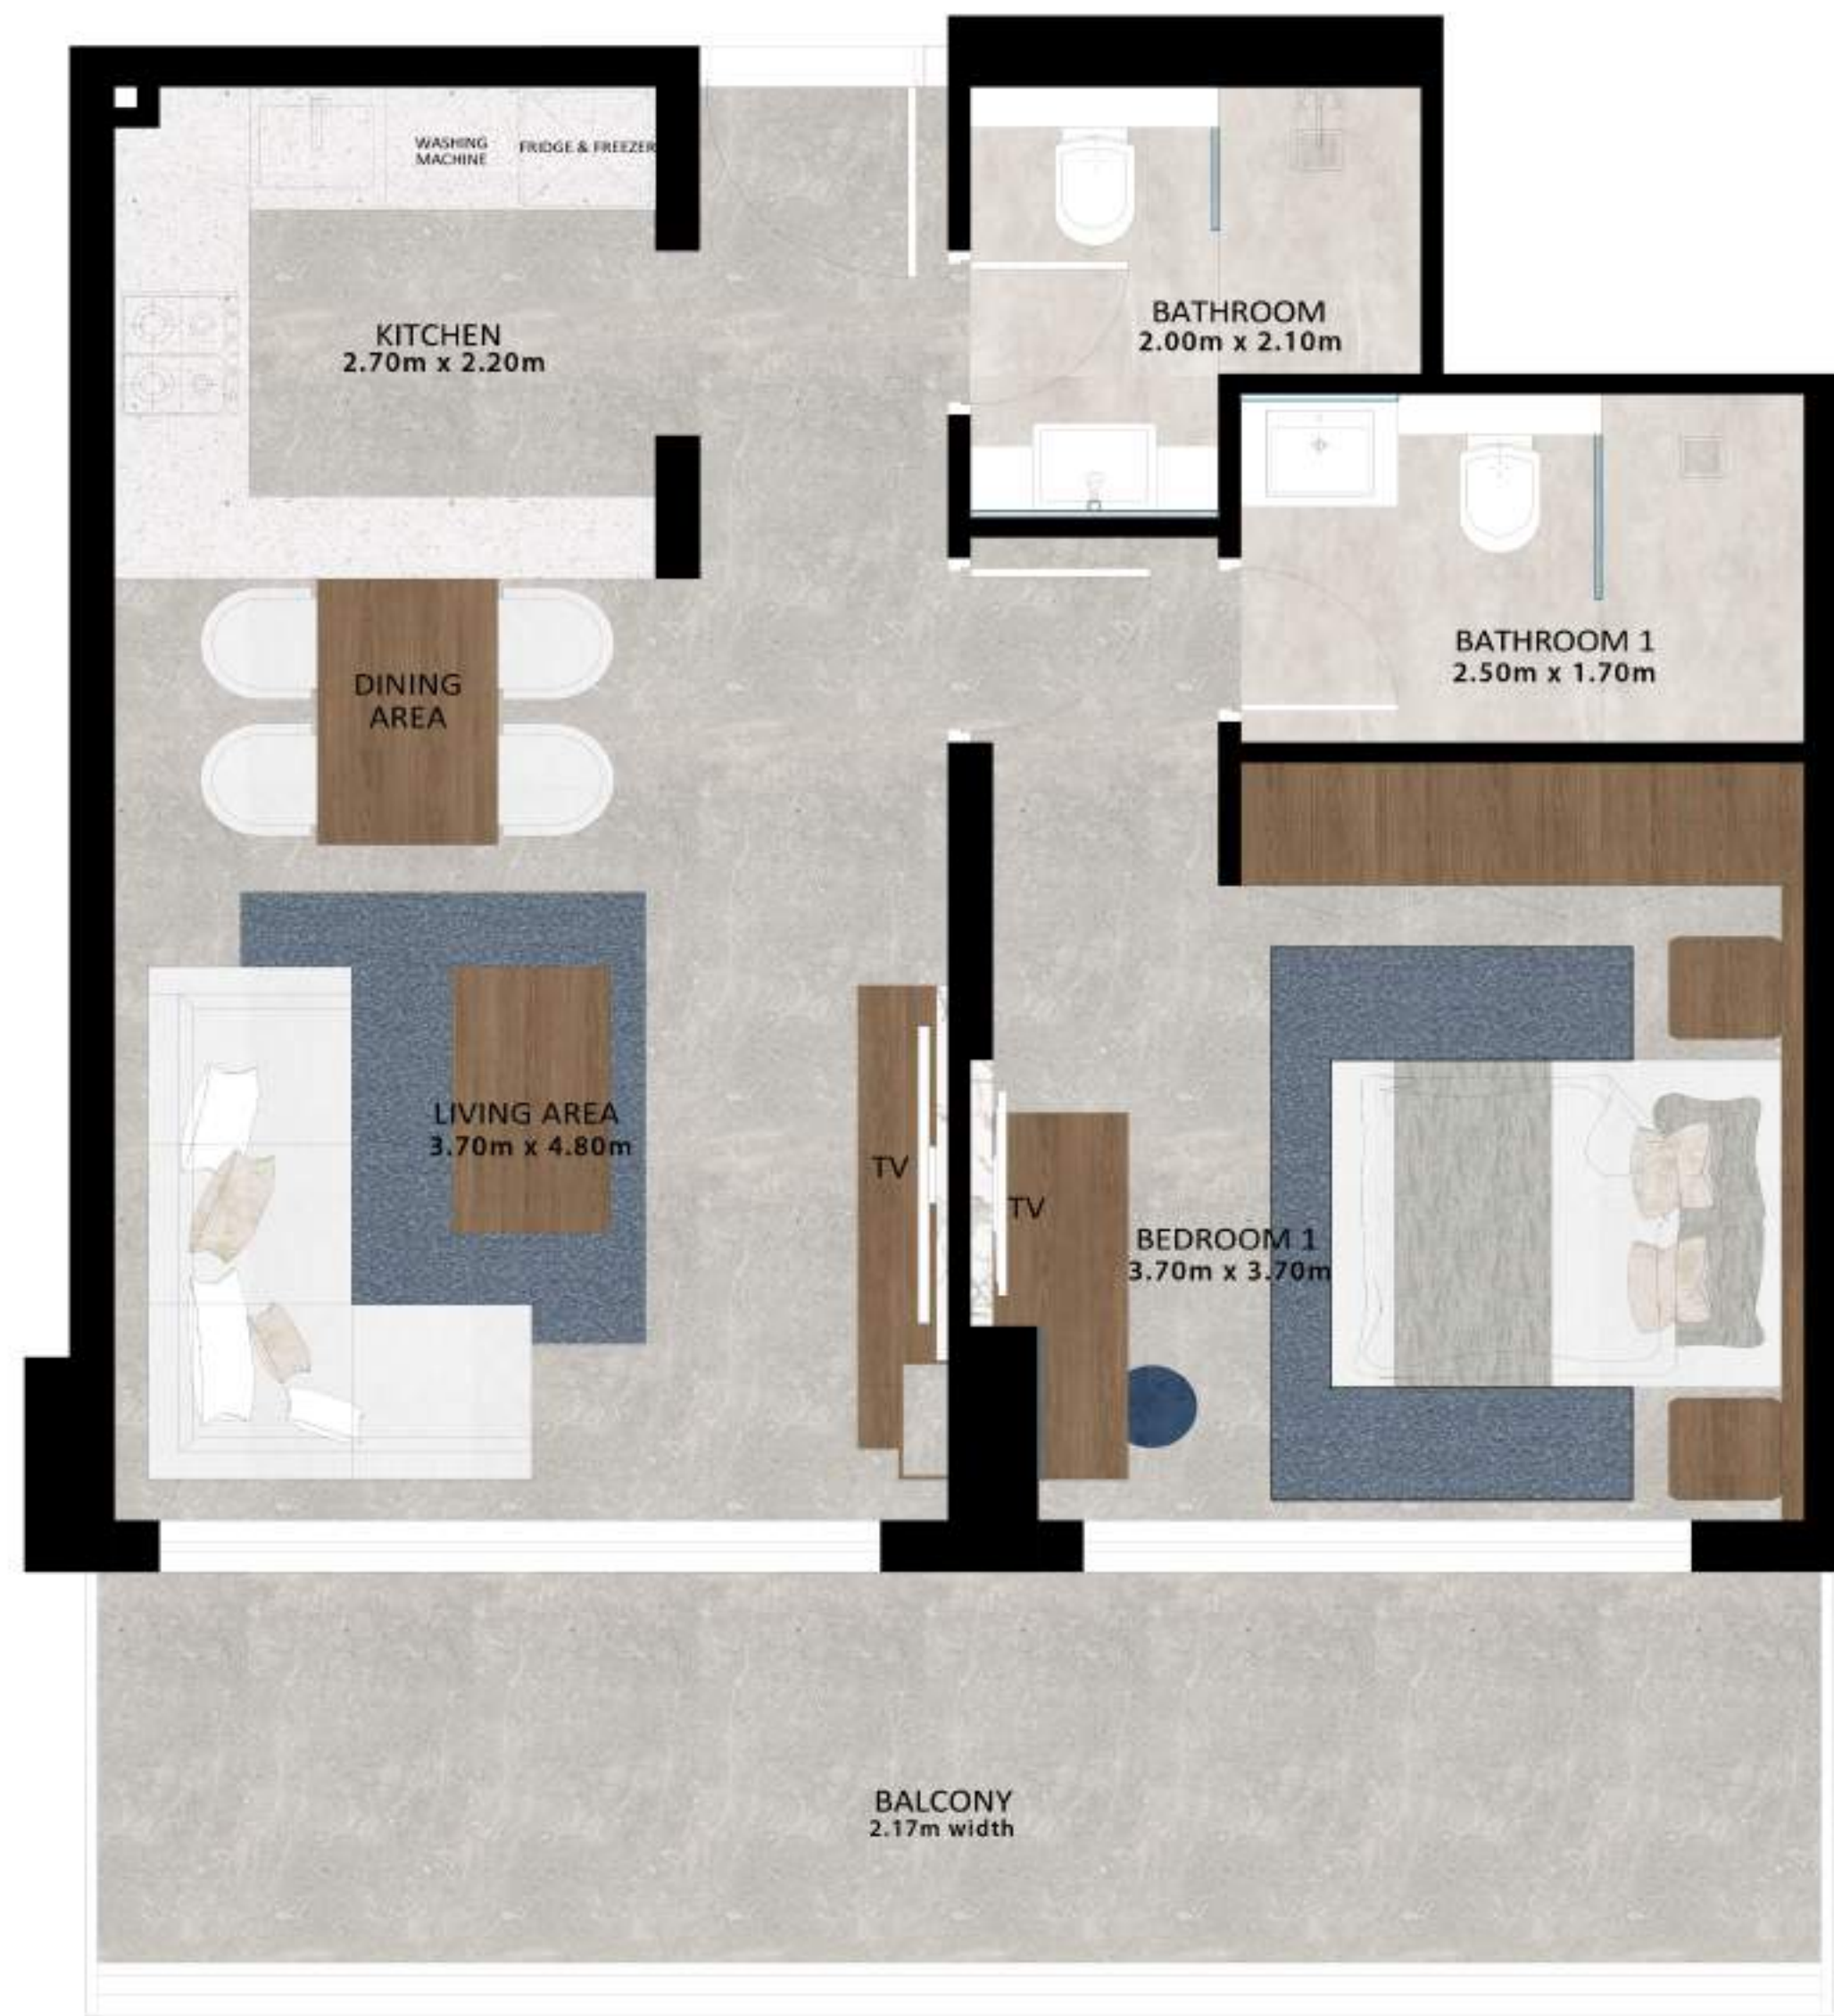 WASHING
MACHINE
FRIDGE & FREEZER
KITCHEN
2.70m x 2.20m
BATHROOM
2.00m x 2.10m
BATHROOM 1
2.50m x 1.70m
DINING
AREA
LIVING AREA
3.70m x 4.80m
TV
TV
BEDROOM 1
3.70m x 3.70m
BALCONY
2.17m width